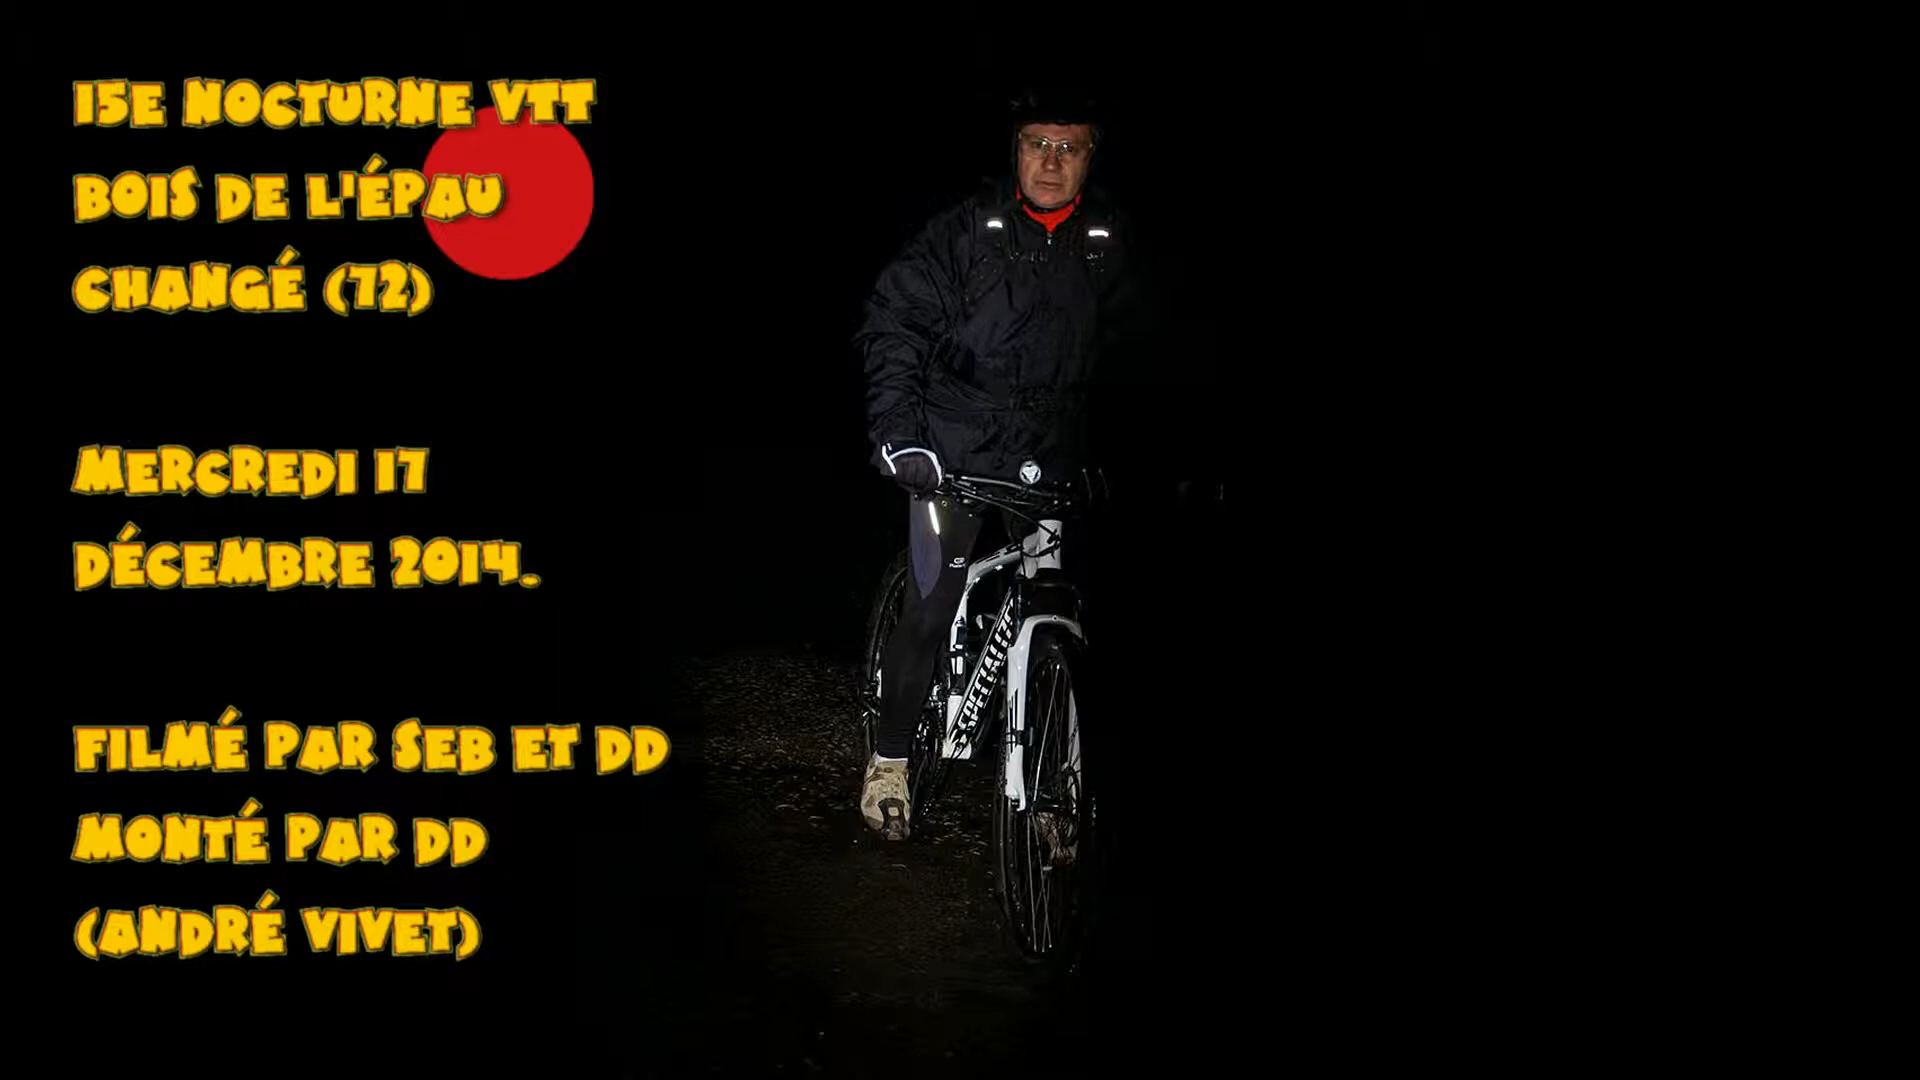 15E NOCTURNE VTT
BOIS DE L'ÉPAU
CHANGÉ (72)
MERCREDI 17
DÉCEMBRE 2014.
FILMÉ PAR SEB ET DD
MONTÉ PAR DD
(ANDRÉ VIVET)
SPECIALIZED